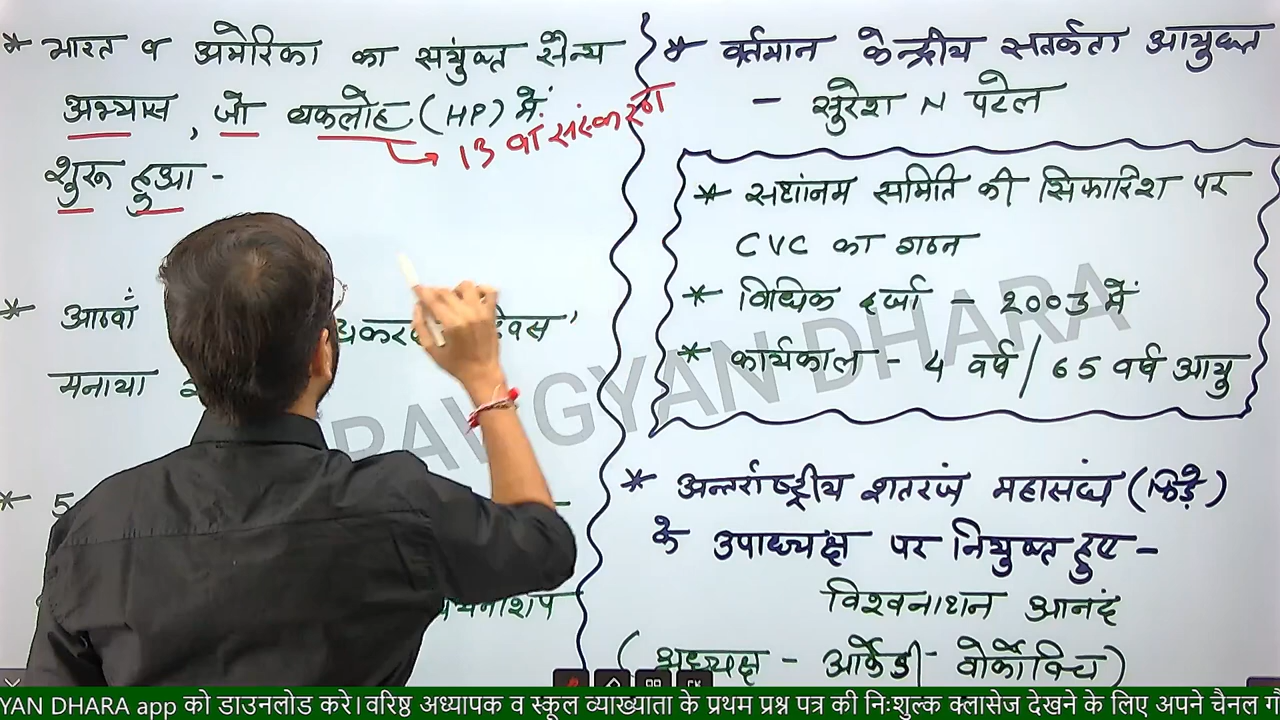 * भारत व अमेरिका का संयुक्त सैन्य
अभ्यास, जो बकलोह (HP) में
→ 13 वाँ संस्करण
शुरू हुआ -
* आठवाँ
मनाया
* 5
* वर्तमान केन्द्रीय सतर्कता आयुक्त
- सुरेश N पटेल
* सथांनम समिति की सिफारिश पर
CVC का गठन
* विधिक दर्जा - 2003 में
* कार्यकाल - 4 वर्ष / 65 वर्ष आयु
* अन्तर्राष्ट्रीय शतरंज महासंघ (फिडे)
के उपाध्यक्ष पर नियुक्त हुए -
विश्वनाथन आनंद
(अध्यक्ष - आर्केडी वोर्कोविच)
GYAN DHARA
YAN DHARA app को डाउनलोड करे। वरिष्ठ अध्यापक व स्कूल व्याख्याता के प्रथम प्रश्न पत्र की निःशुल्क क्लासेज देखने के लिए अपने चैनल